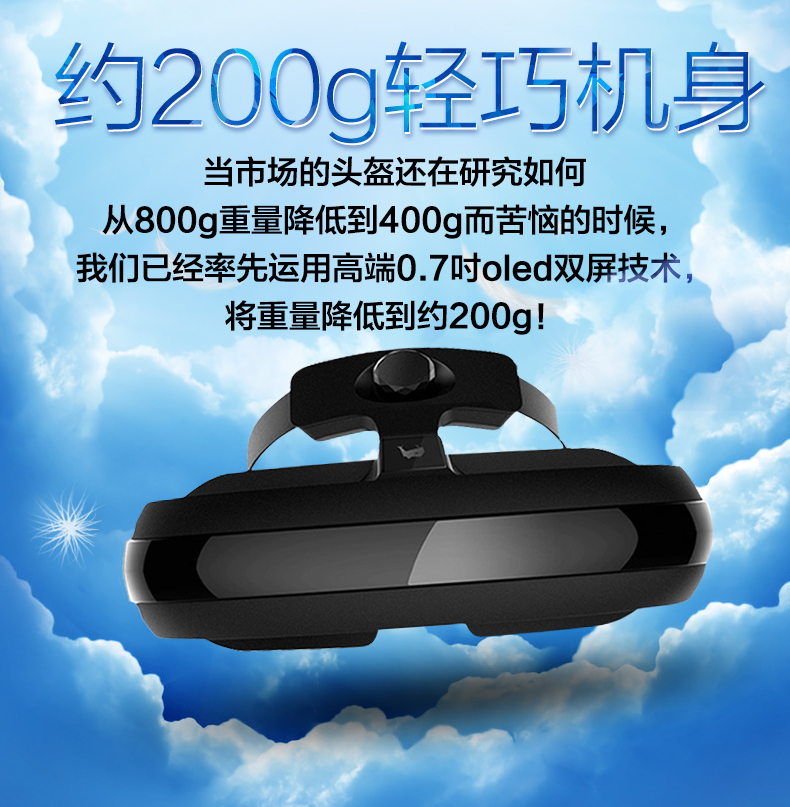 约200g轻巧机身
当市场的头盔还在研究如何
从800g重量降低到400g而苦恼的时候，
我们已经率先运用高端0.7吋oled双屏技术，
将重量降低到约200g！